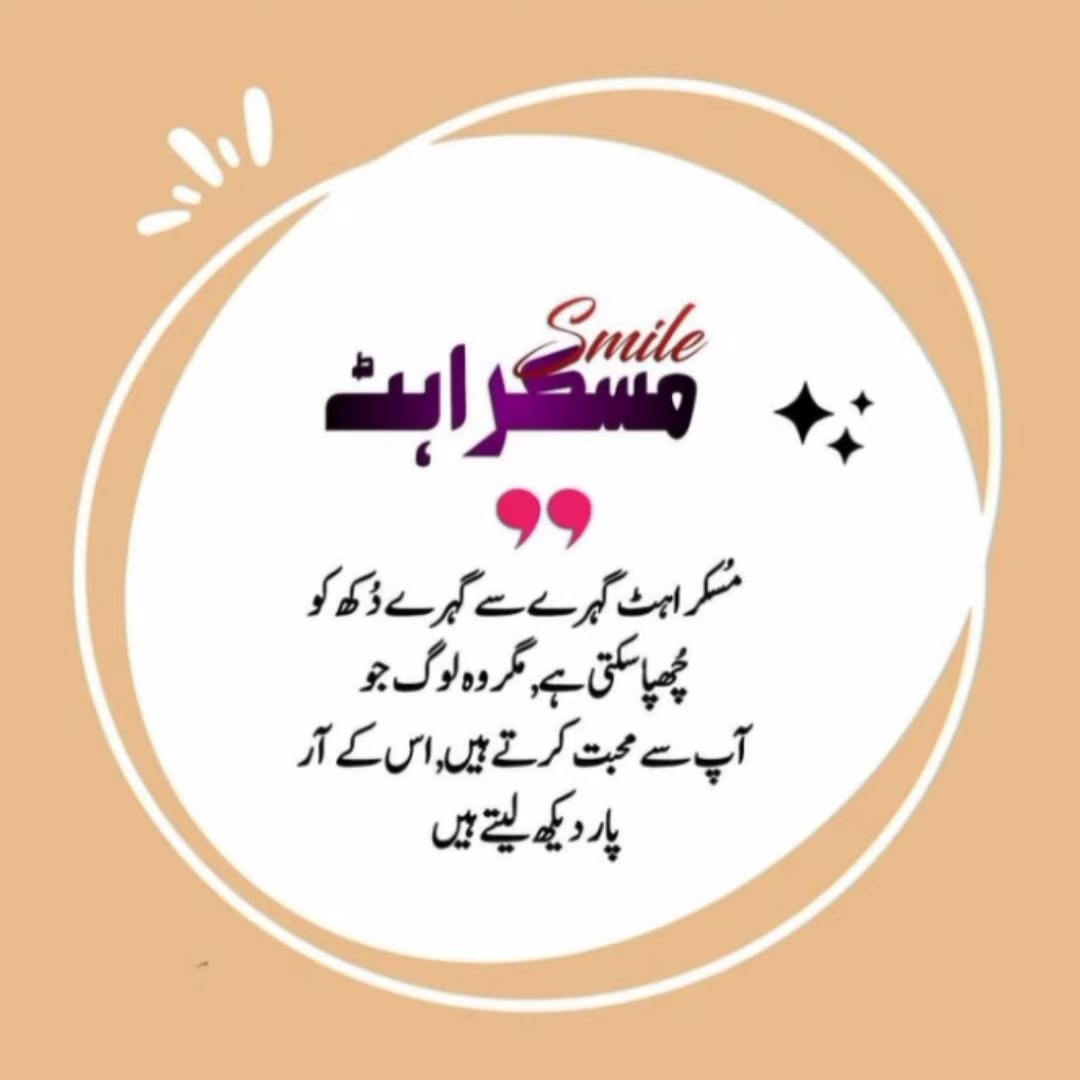 Smile
مسکراہٹ
مُسکراہٹ گہرے سے گہرے دُکھ کو
چُھپا سکتی ہے, مگر وہ لوگ جو
آپ سے محبت کرتے ہیں, اس کے آر
پار دیکھ لیتے ہیں